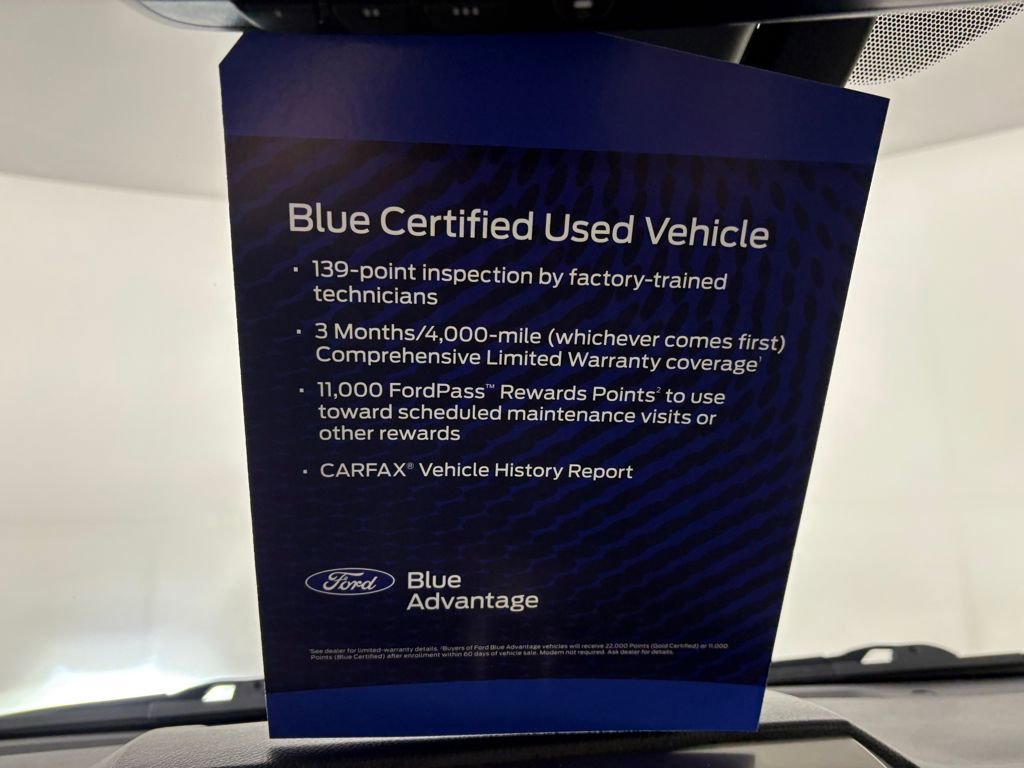 Blue Certified Used Vehicle
· 139-point inspection by factory-trained
technicians
· 3 Months/4,000-mile (whichever comes first)
Comprehensive Limited Warranty coverage¹
· 11,000 FordPass™ Rewards Points² to use
toward scheduled maintenance visits or
other rewards
· CARFAX® Vehicle History Report
Ford
Blue
Advantage
¹See dealer for limited-warranty details. ²Buyers of Ford Blue Advantage vehicles will receive 22,000 Points (Gold Certified) or 11,000
Points (Blue Certified) after enrollment within 60 days of vehicle sale. Modem not required. Ask dealer for details.